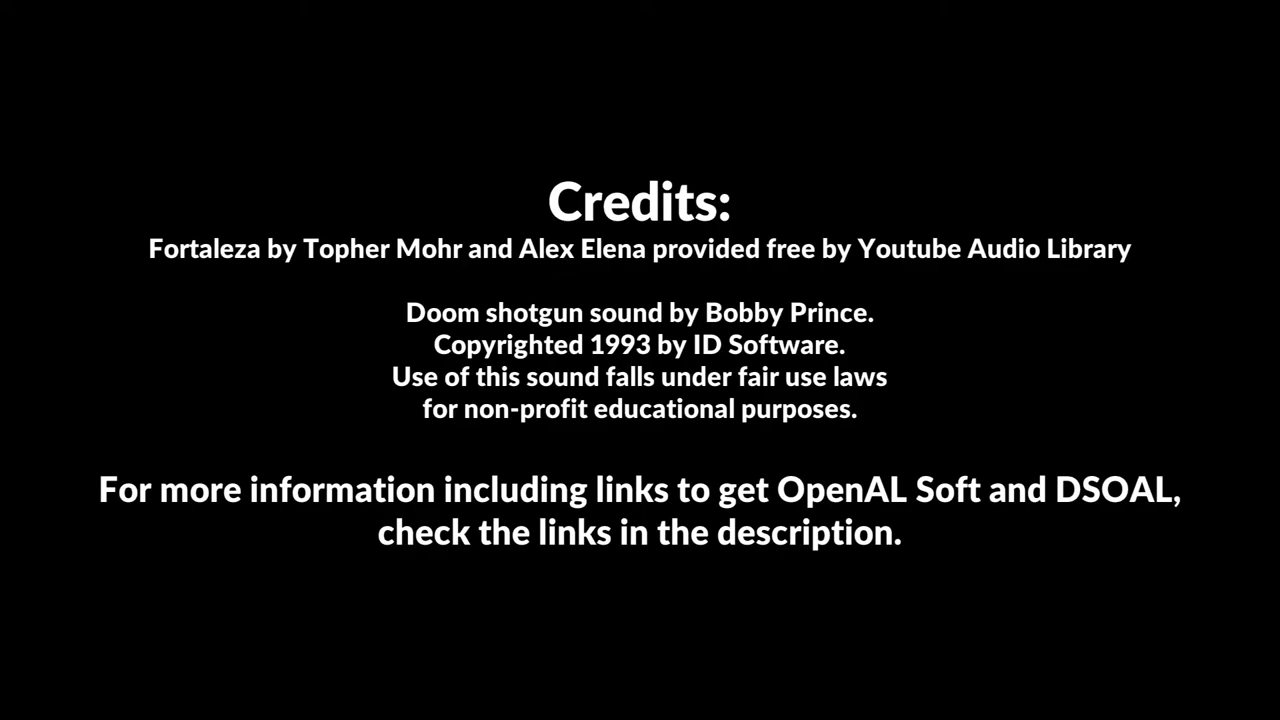 Credits:
Fortaleza by Topher Mohr and Alex Elena provided free by Youtube Audio Library
Doom shotgun sound by Bobby Prince.
Copyrighted 1993 by ID Software.
Use of this sound falls under fair use laws
for non-profit educational purposes.
For more information including links to get OpenAL Soft and DSOAL,
check the links in the description.